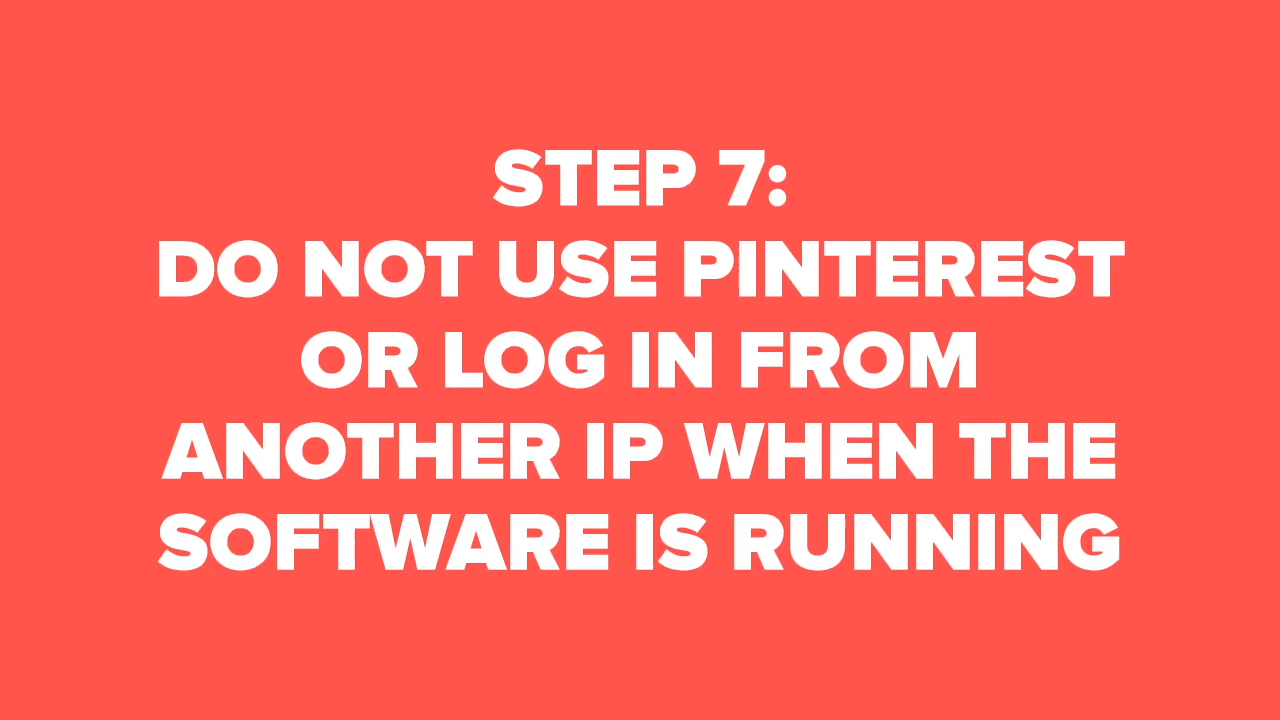 STEP 7:
DO NOT USE PINTEREST
OR LOG IN FROM
ANOTHER IP WHEN THE
SOFTWARE IS RUNNING